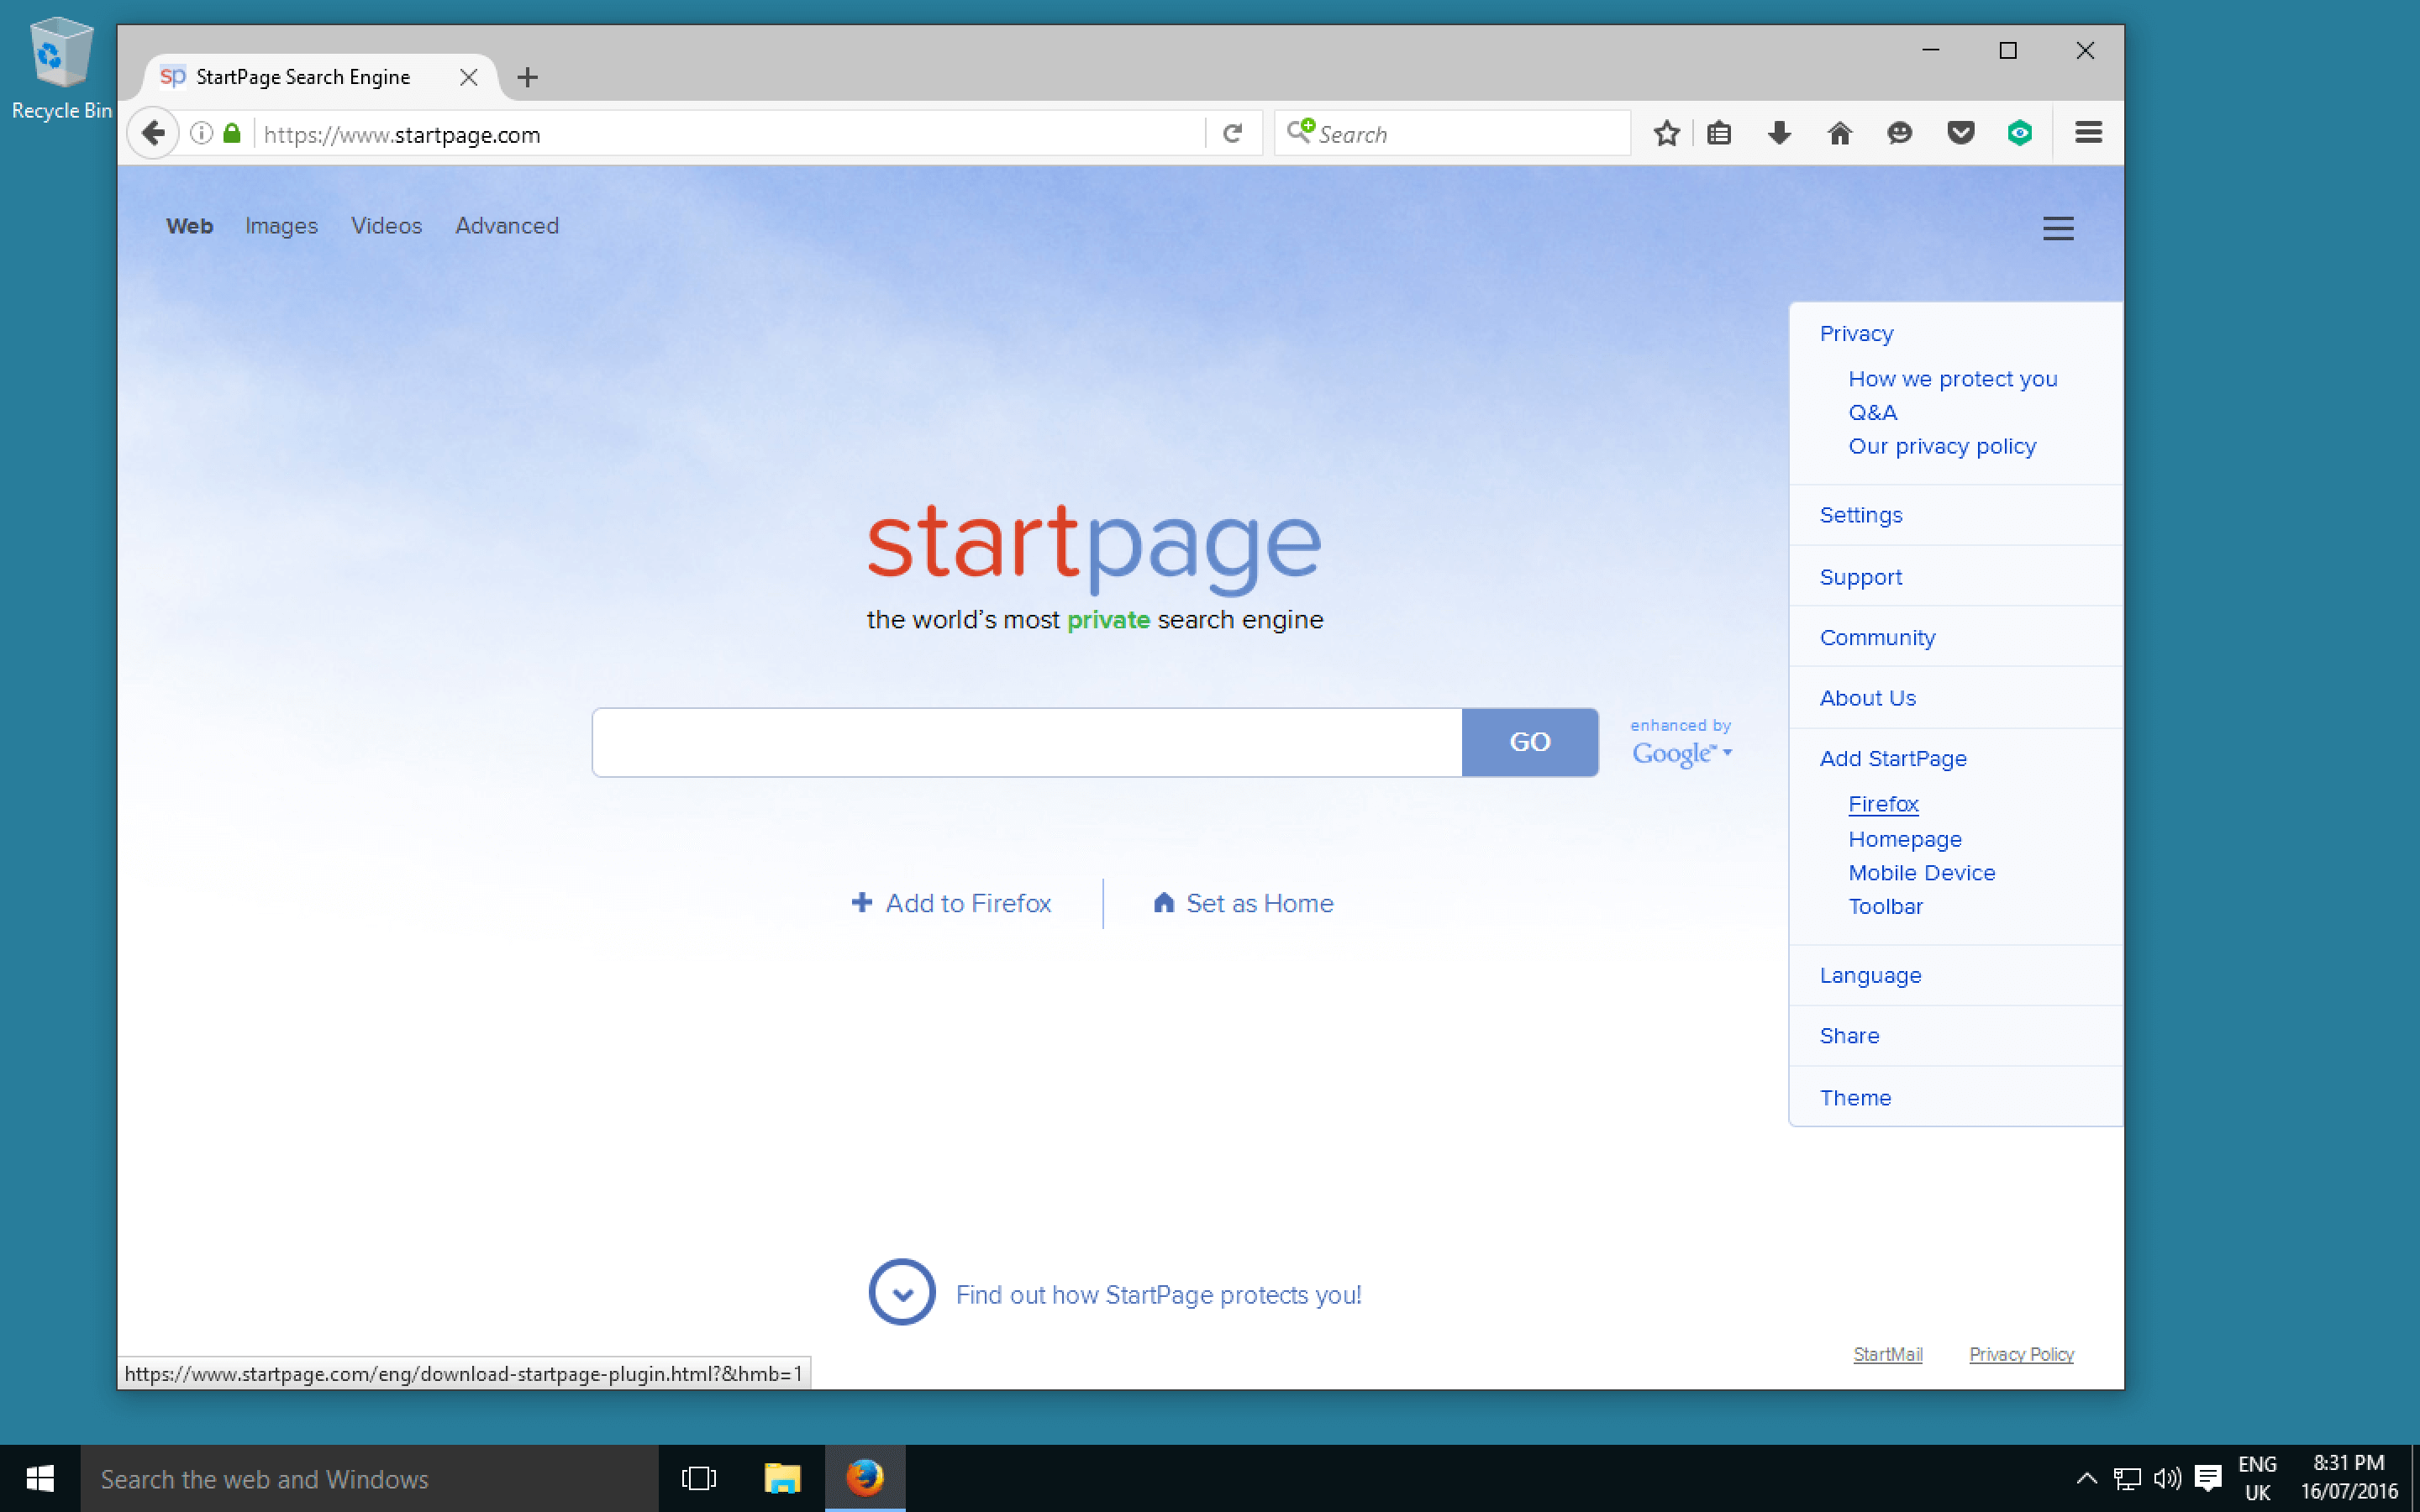 Recycle Bin
StartPage Search Engine
https://www.startpage.com
Search
Web Images Videos Advanced
Privacy
How we protect you
Q&A
Our privacy policy
Settings
Support
Community
About Us
Add StartPage
Firefox
Homepage
Mobile Device
Toolbar
Language
Share
Theme
startpage
the world's most private search engine
GO
enhanced by
Google™
Add to Firefox
Set as Home
Find out how StartPage protects you!
StartMail Privacy Policy
https://www.startpage.com/eng/download-startpage-plugin.html?&hmb=1
Search the web and Windows
ENG
UK
8:31 PM
16/07/2016